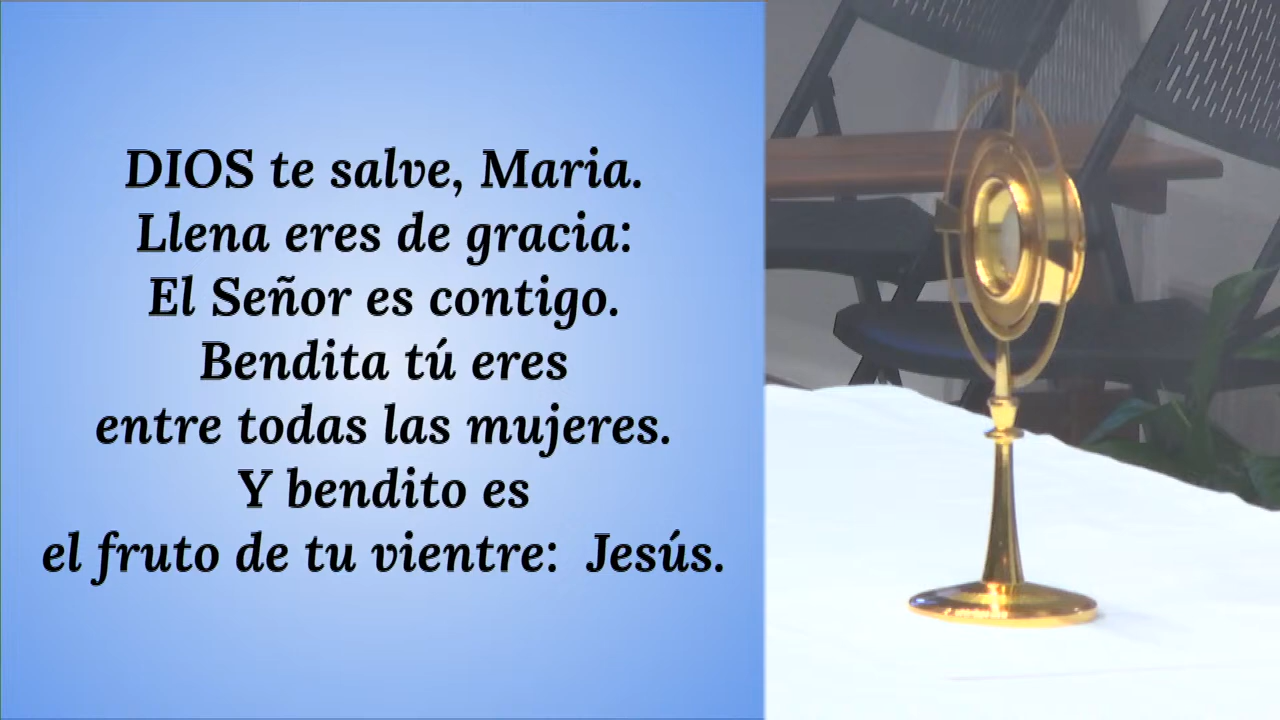 DIOS te salve, Maria.
Llena eres de gracia:
El Señor es contigo.
Bendita tú eres
entre todas las mujeres.
Y bendito es
el fruto de tu vientre:  Jesús.